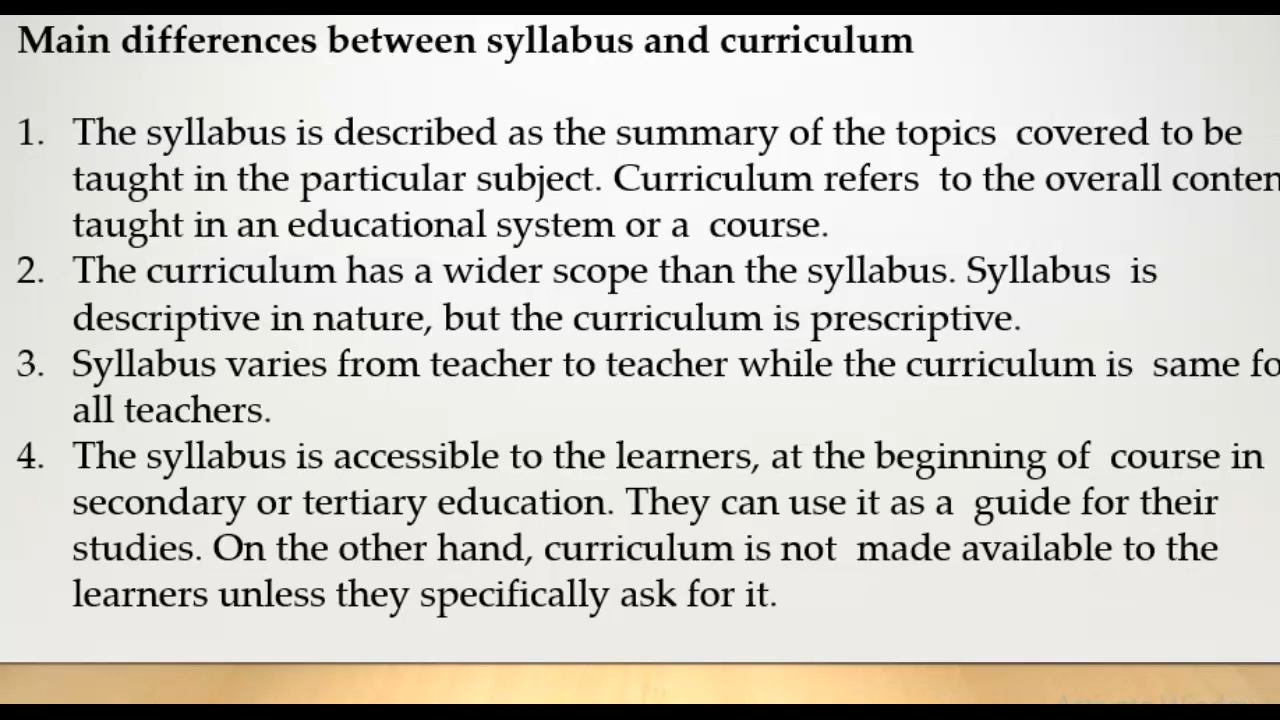 Main differences between syllabus and curriculum
1. The syllabus is described as the summary of the topics covered to be
taught in the particular subject. Curriculum refers to the overall conten
taught in an educational system or a course.
2. The curriculum has a wider scope than the syllabus. Syllabus is
descriptive in nature, but the curriculum is prescriptive.
3. Syllabus varies from teacher to teacher while the curriculum is same fo
all teachers.
4. The syllabus is accessible to the learners, at the beginning of course in
secondary or tertiary education. They can use it as a guide for their
studies. On the other hand, curriculum is not made available to the
learners unless they specifically ask for it.